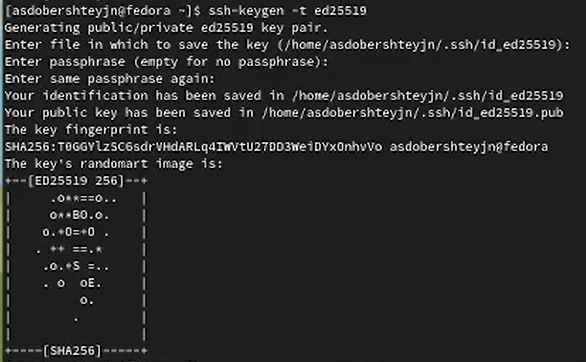 [asdobershteyjn@fedora ~]$ ssh-keygen -t ed25519
Generating public/private ed25519 key pair.
Enter file in which to save the key (/home/asdobershteyjn/.ssh/id_ed25519):
Enter passphrase (empty for no passphrase):
Enter same passphrase again:
Your identification has been saved in /home/asdobershteyjn/.ssh/id_ed25519
Your public key has been saved in /home/asdobershteyjn/.ssh/id_ed25519.pub
The key fingerprint is:
SHA256:T0GGYlzSC6sdrVHdARLq4IWVtU27DD3WeiDYxOnhvVo asdobershteyjn@fedora
The key's randomart image is:
+--[ED25519 256]--+
|     .o**==o..   |
|     o**BO.o.    |
|    o.+O=+O .    |
|   . ++ ==.*     |
|    .o.+S =..    |
|    . o  oE.     |
|         o.      |
|        .        |
|                 |
+----[SHA256]-----+